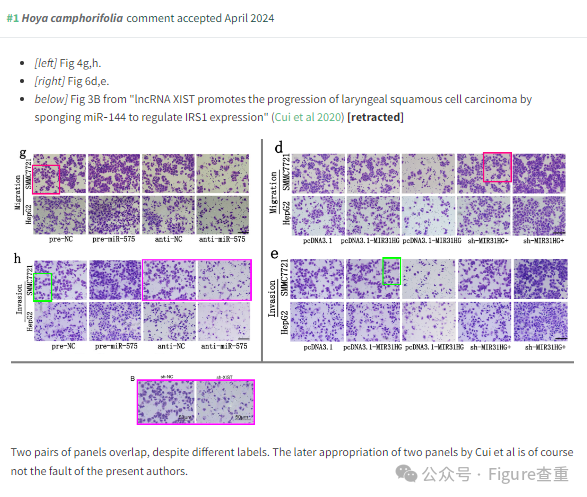 #1 Hoya camphorifolia comment accepted April 2024
[left] Fig 4g,h.
[right] Fig 6d,e.
below] Fig 3B from "lncRNA XIST promotes the progression of laryngeal squamous cell carcinoma by
sponging miR-144 to regulate IRS1 expression" (Cui et al 2020) [retracted]
g
Migration
SMMC7721
HepG2
pre-NC pre-miR-575 anti-NC anti-miR-575
h
Invasion
SMMC7721
HepG2
pre-NC pre-miR-575 anti-NC anti-miR-575
d
Migration
SMMC7721
HepG2
pcDNA3.1 pcDNA3.1-MIR31HG pcDNA3.1-MIR31HG sh-MIR31HG+ sh-MIR31HG+
e
Invasion
SMMC7721
HepG2
pcDNA3.1 pcDNA3.1-MIR31HG pcDNA3.1-MIR31HG sh-MIR31HG+ sh-MIR31HG+
B
sh-NC sh-XIST
Two pairs of panels overlap, despite different labels. The later appropriation of two panels by Cui et al is of course
not the fault of the present authors.
公众号 · Figure查重